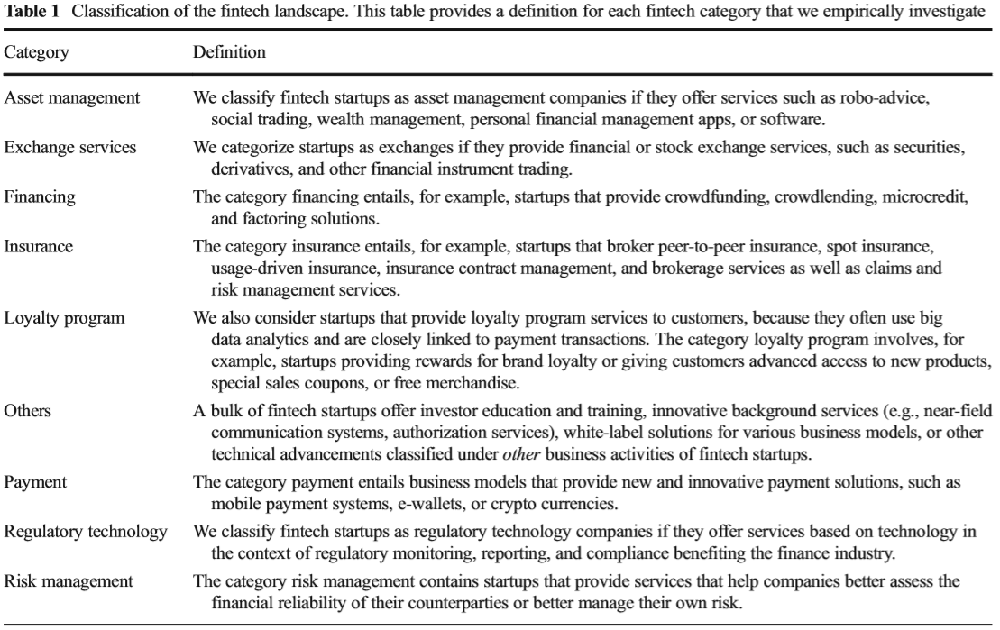 Table 1 Classification of the fintech landscape. This table provides a definition for each fintech category that we empirically investigate
Category Definition
Asset management We classify fintech startups as asset management companies if they offer services such as robo-advice,
social trading, wealth management, personal financial management apps, or software.
Exchange services We categorize startups as exchanges if they provide financial or stock exchange services, such as securities,
derivatives, and other financial instrument trading.
Financing The category financing entails, for example, startups that provide crowdfunding, crowdlending, microcredit,
and factoring solutions.
Insurance The category insurance entails, for example, startups that broker peer-to-peer insurance, spot insurance,
usage-driven insurance, insurance contract management, and brokerage services as well as claims and
risk management services.
Loyalty program We also consider startups that provide loyalty program services to customers, because they often use big
data analytics and are closely linked to payment transactions. The category loyalty program involves, for
example, startups providing rewards for brand loyalty or giving customers advanced access to new products,
special sales coupons, or free merchandise.
Others A bulk of fintech startups offer investor education and training, innovative background services (e.g., near-field
communication systems, authorization services), white-label solutions for various business models, or other
technical advancements classified under other business activities of fintech startups.
Payment The category payment entails business models that provide new and innovative payment solutions, such as
mobile payment systems, e-wallets, or crypto currencies.
Regulatory technology We classify fintech startups as regulatory technology companies if they offer services based on technology in
the context of regulatory monitoring, reporting, and compliance benefiting the finance industry.
Risk management The category risk management contains startups that provide services that help companies better assess the
financial reliability of their counterparties or better manage their own risk.